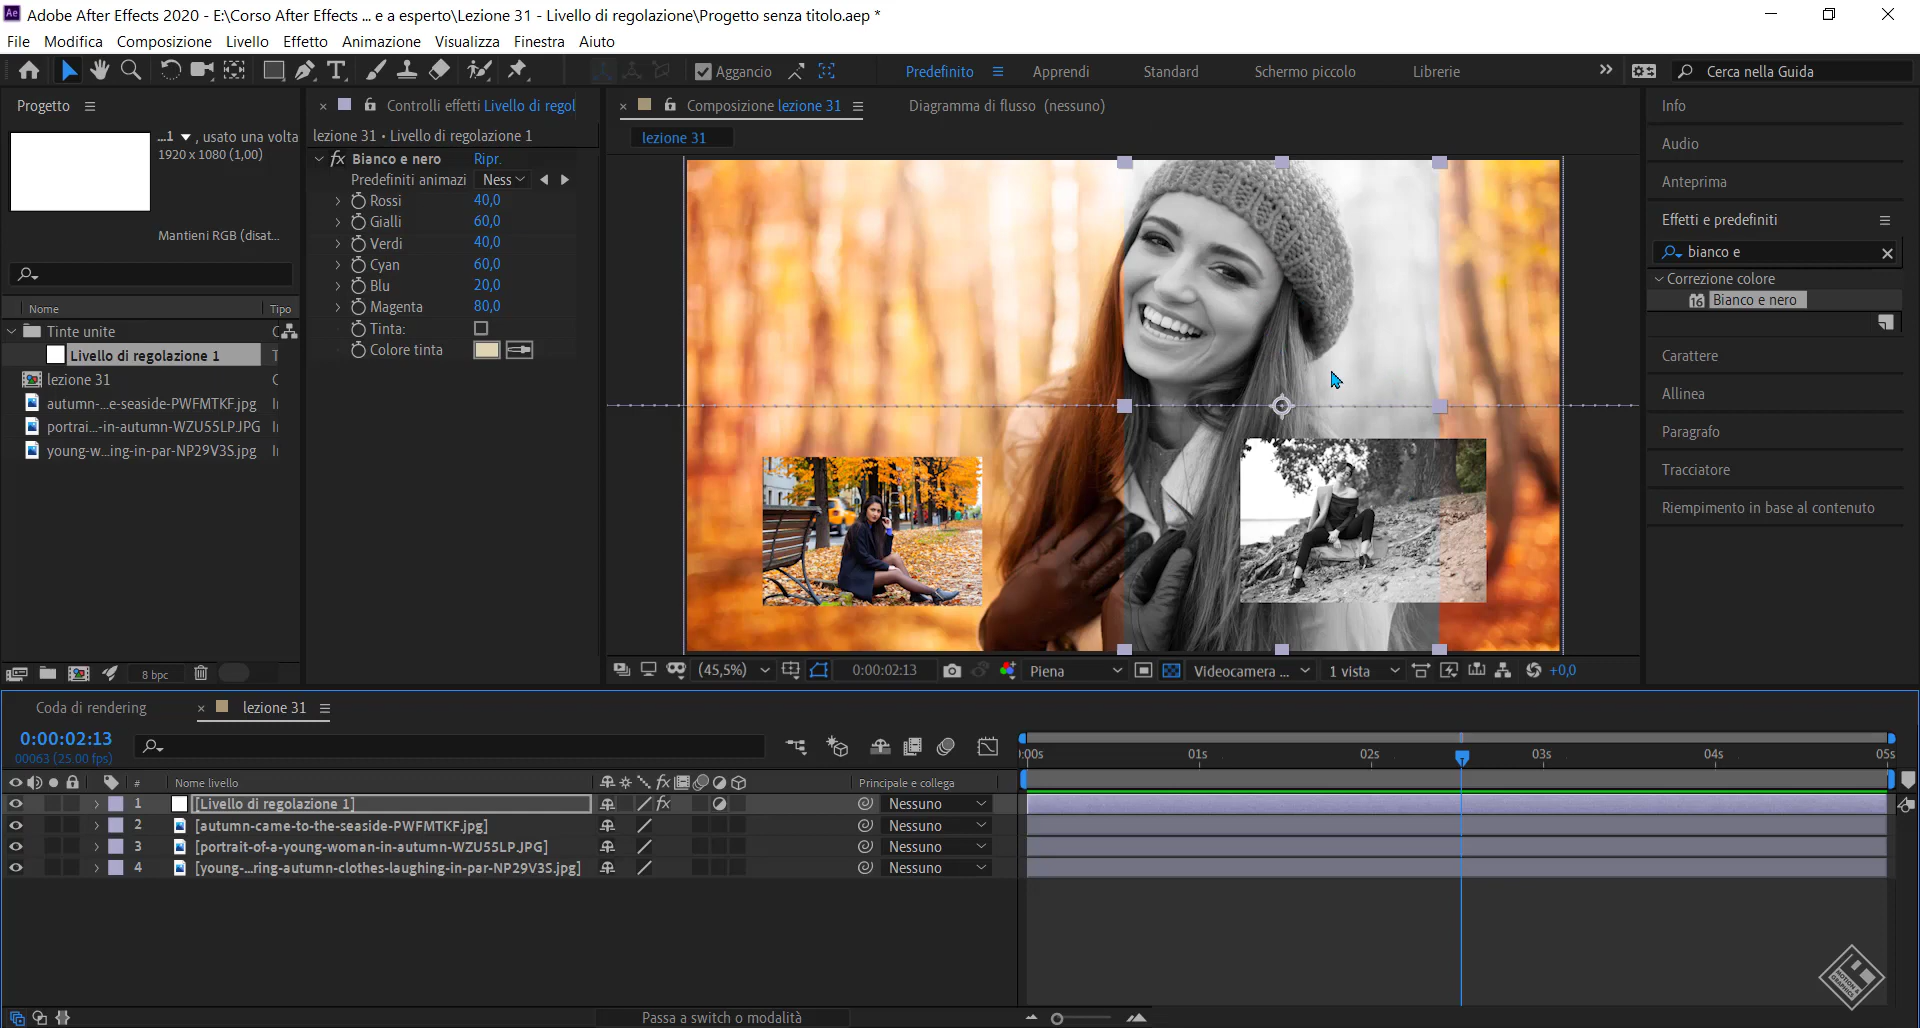 Adobe After Effects 2020 - E:\Corso After Effects ... e a esperto\Lezione 31 - Livello di regolazione\Progetto senza titolo.aep *
File Modifica Composizione Livello Effetto Animazione Visualizza Finestra Aiuto
Aggancio
Predefinito
Apprendi
Standard
Schermo piccolo
Librerie
Cerca nella Guida
Progetto
...1 , usato una volta
1920 x 1080 (1,00)
Mantieni RGB (disat...
Nome Tipo
Tinte unite
Livello di regolazione 1
lezione 31
autumn-...e-seaside-PWFMTKF.jpg
portrai...-in-autumn-WZU55LP.JPG
young-w...ing-in-par-NP29V3S.jpg
8 bpc
Controlli effetti Livello di regol
lezione 31 • Livello di regolazione 1
fx Bianco e nero Ripr.
Predefiniti animazi Ness
Rossi 40,0
Gialli 60,0
Verdi 40,0
Cyan 60,0
Blu 20,0
Magenta 80,0
Tinta:
Colore tinta
Composizione lezione 31
Diagramma di flusso (nessuno)
lezione 31
(45,5%) 0:00:02:13 Piena Videocamera ... 1 vista +0,0
Info
Audio
Anteprima
Effetti e predefiniti
bianco e
Correzione colore
16 Bianco e nero
Carattere
Allinea
Paragrafo
Tracciatore
Riempimento in base al contenuto
Coda di rendering
lezione 31
0:00:02:13
00063 (25.00 fps)
:00s 01s 02s 03s 04s 05s
# Nome livello fx Principale e collega
1 [Livello di regolazione 1] fx Nessuno
2 [autumn-came-to-the-seaside-PWFMTKF.jpg] Nessuno
3 [portrait-of-a-young-woman-in-autumn-WZU55LP.JPG] Nessuno
4 [young-...ring-autumn-clothes-laughing-in-par-NP29V3S.jpg] Nessuno
Passa a switch o modalità